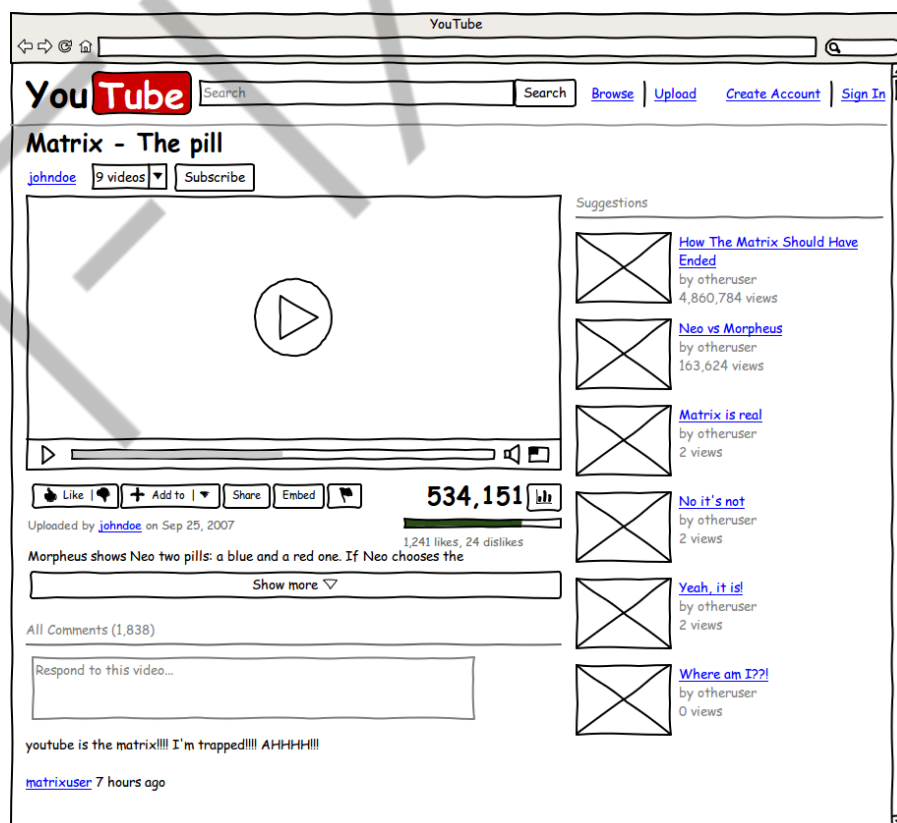 YouTube
YouTube
Search
Search
Browse
Upload
Create Account
Sign In
Matrix - The pill
johndoe
9 videos
Subscribe
Like
Add to
Share
Embed
534,151
Uploaded by johndoe on Sep 25, 2007
1,241 likes, 24 dislikes
Morpheus shows Neo two pills: a blue and a red one. If Neo chooses the
Show more
All Comments (1,838)
Respond to this video...
youtube is the matrix!!!! I'm trapped!!!! AHHHH!!!
matrixuser 7 hours ago
Suggestions
How The Matrix Should Have
Ended
by otheruser
4,860,784 views
Neo vs Morpheus
by otheruser
163,624 views
Matrix is real
by otheruser
2 views
No it's not
by otheruser
2 views
Yeah, it is!
by otheruser
2 views
Where am I??!
by otheruser
0 views